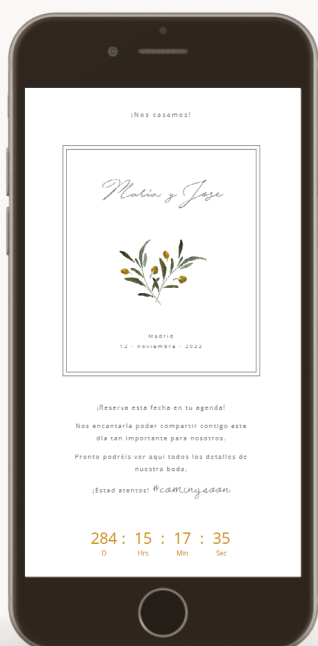 ¡Nos casamos!
María y Jose
Madrid
12 - noviembre - 2022
¡Reserva esta fecha en tu agenda!
Nos encantaría poder compartir contigo este
día tan importante para nosotros.
Pronto podréis ver aquí todos los detalles de
nuestra boda.
¡Estad atentos! #comingsoon
284 : 15 : 17 : 35
D Hrs Min Sec